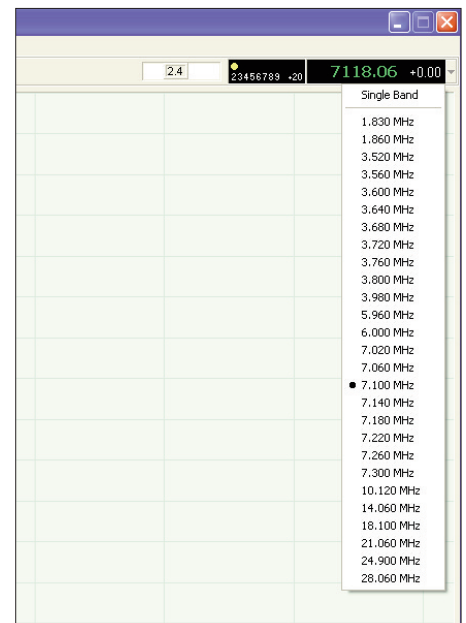 2.4
23456789 +20
7118.06 +0.00
Single Band
1.830 MHz
1.860 MHz
3.520 MHz
3.560 MHz
3.600 MHz
3.640 MHz
3.680 MHz
3.720 MHz
3.760 MHz
3.800 MHz
3.980 MHz
5.960 MHz
6.000 MHz
7.020 MHz
7.060 MHz
7.100 MHz
7.140 MHz
7.180 MHz
7.220 MHz
7.260 MHz
7.300 MHz
10.120 MHz
14.060 MHz
18.100 MHz
21.060 MHz
24.900 MHz
28.060 MHz